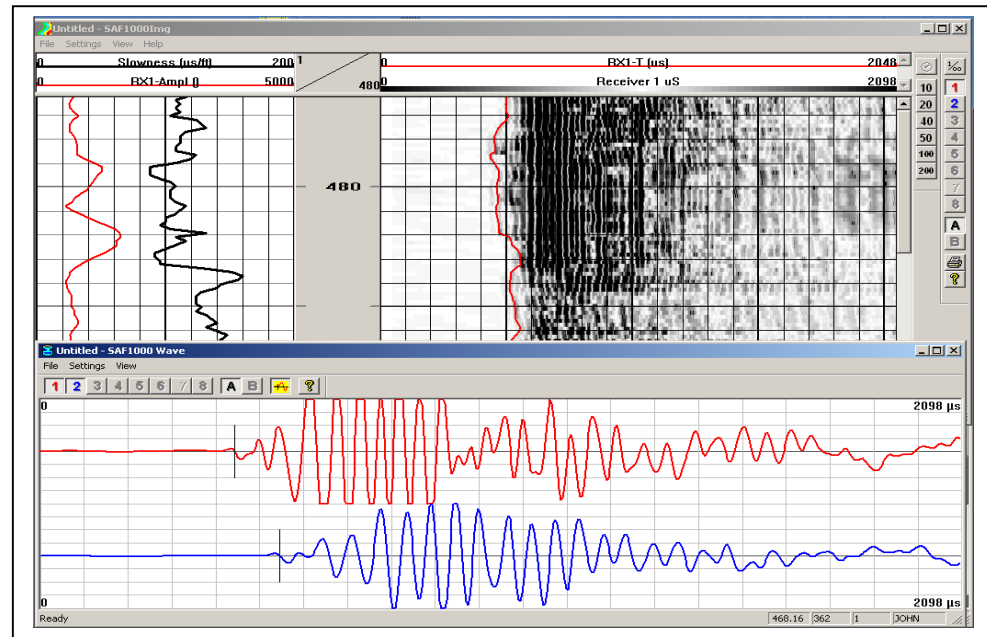 Untitled - SAF1000Img
File Settings View Help
0 Slowness (us/ft) 200 1 0 RX1-T (us) 2048
0 RX1-Ampl () 5000 480 0 Receiver 1 uS 2098
480
1/00
10 1
20 2
40 3
50 4
100 5
200 6
7
8
A
B
?
Untitled - SAF1000 Wave
File Settings View
1 2 3 4 5 6 7 8 A B ?
0 2098 µs
0 2098 µs
Ready 468.16 362 1 JOHN